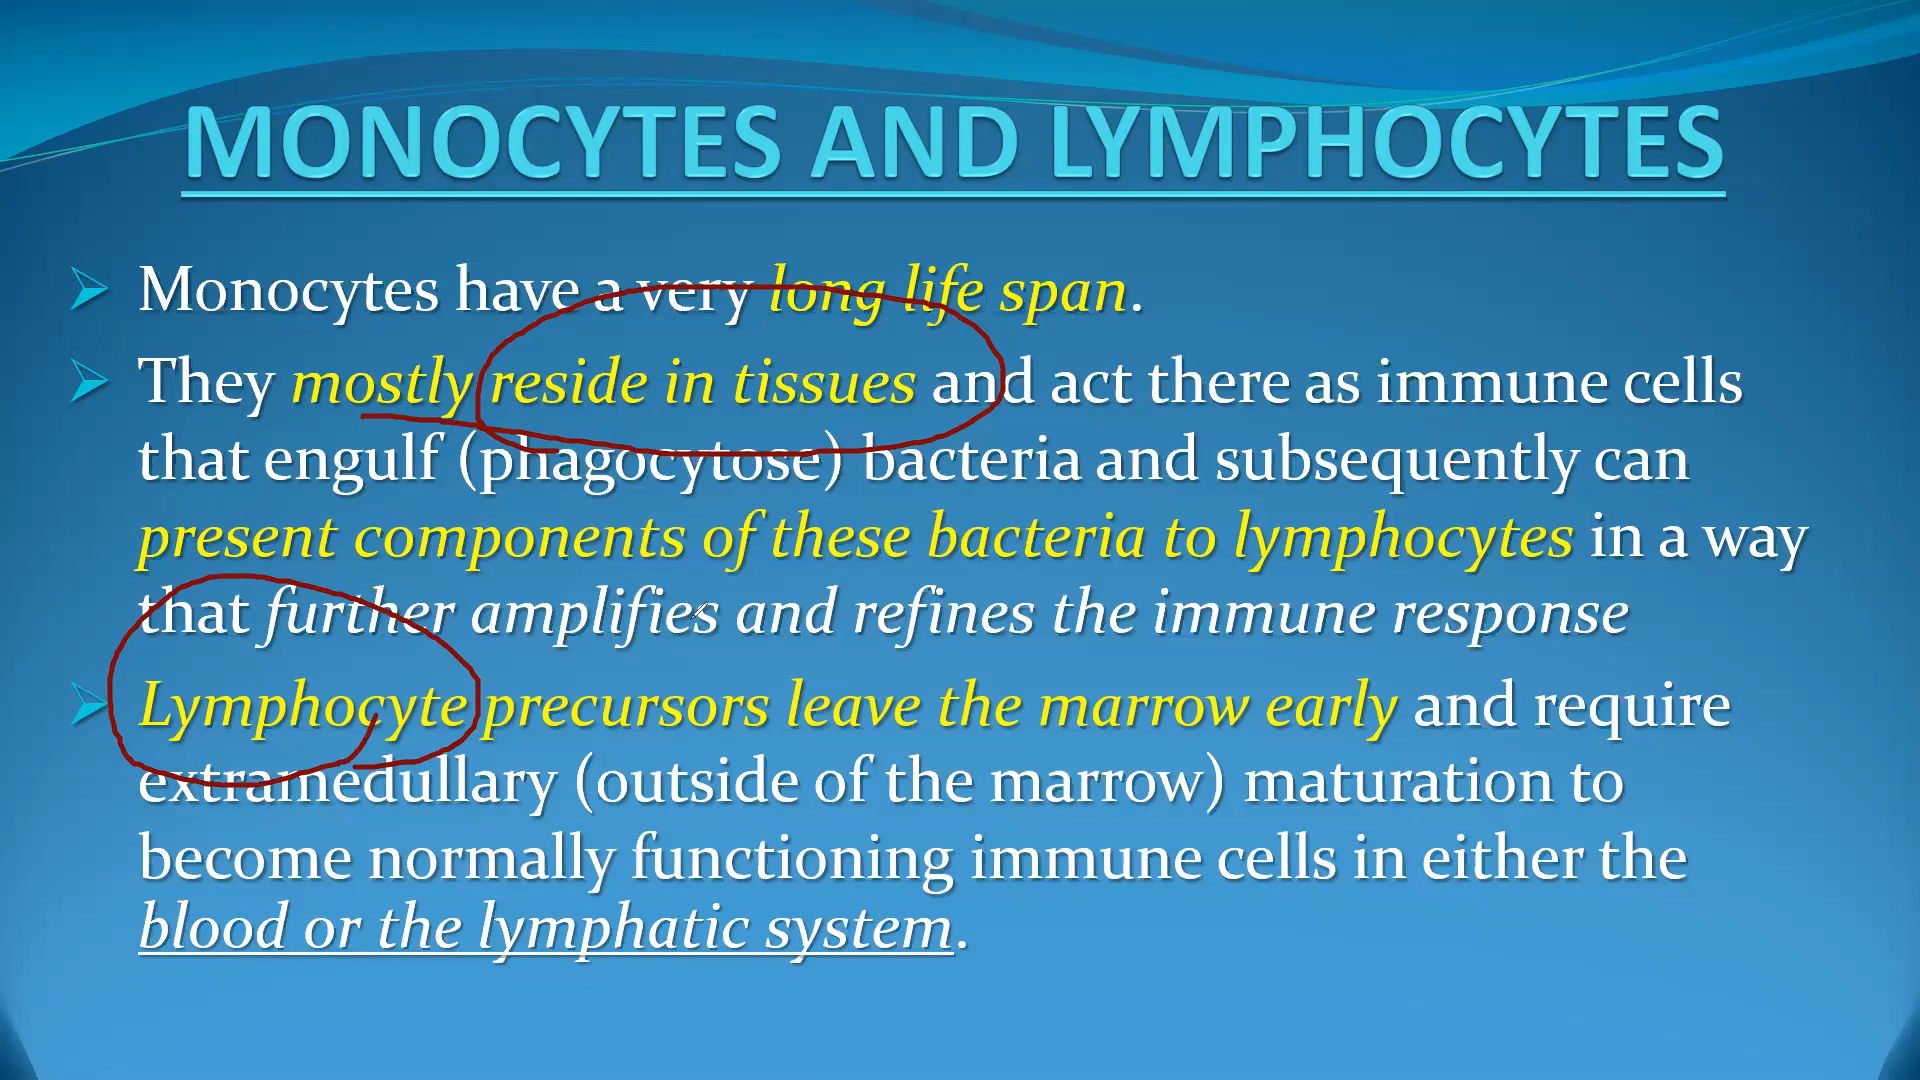 MONOCYTES AND LYMPHOCYTES
Monocytes have a very long life span.
They mostly reside in tissues and act there as immune cells
that engulf (phagocytose) bacteria and subsequently can
present components of these bacteria to lymphocytes in a way
that further amplifies and refines the immune response
Lymphocyte precursors leave the marrow early and require
extramedullary (outside of the marrow) maturation to
become normally functioning immune cells in either the
blood or the lymphatic system.